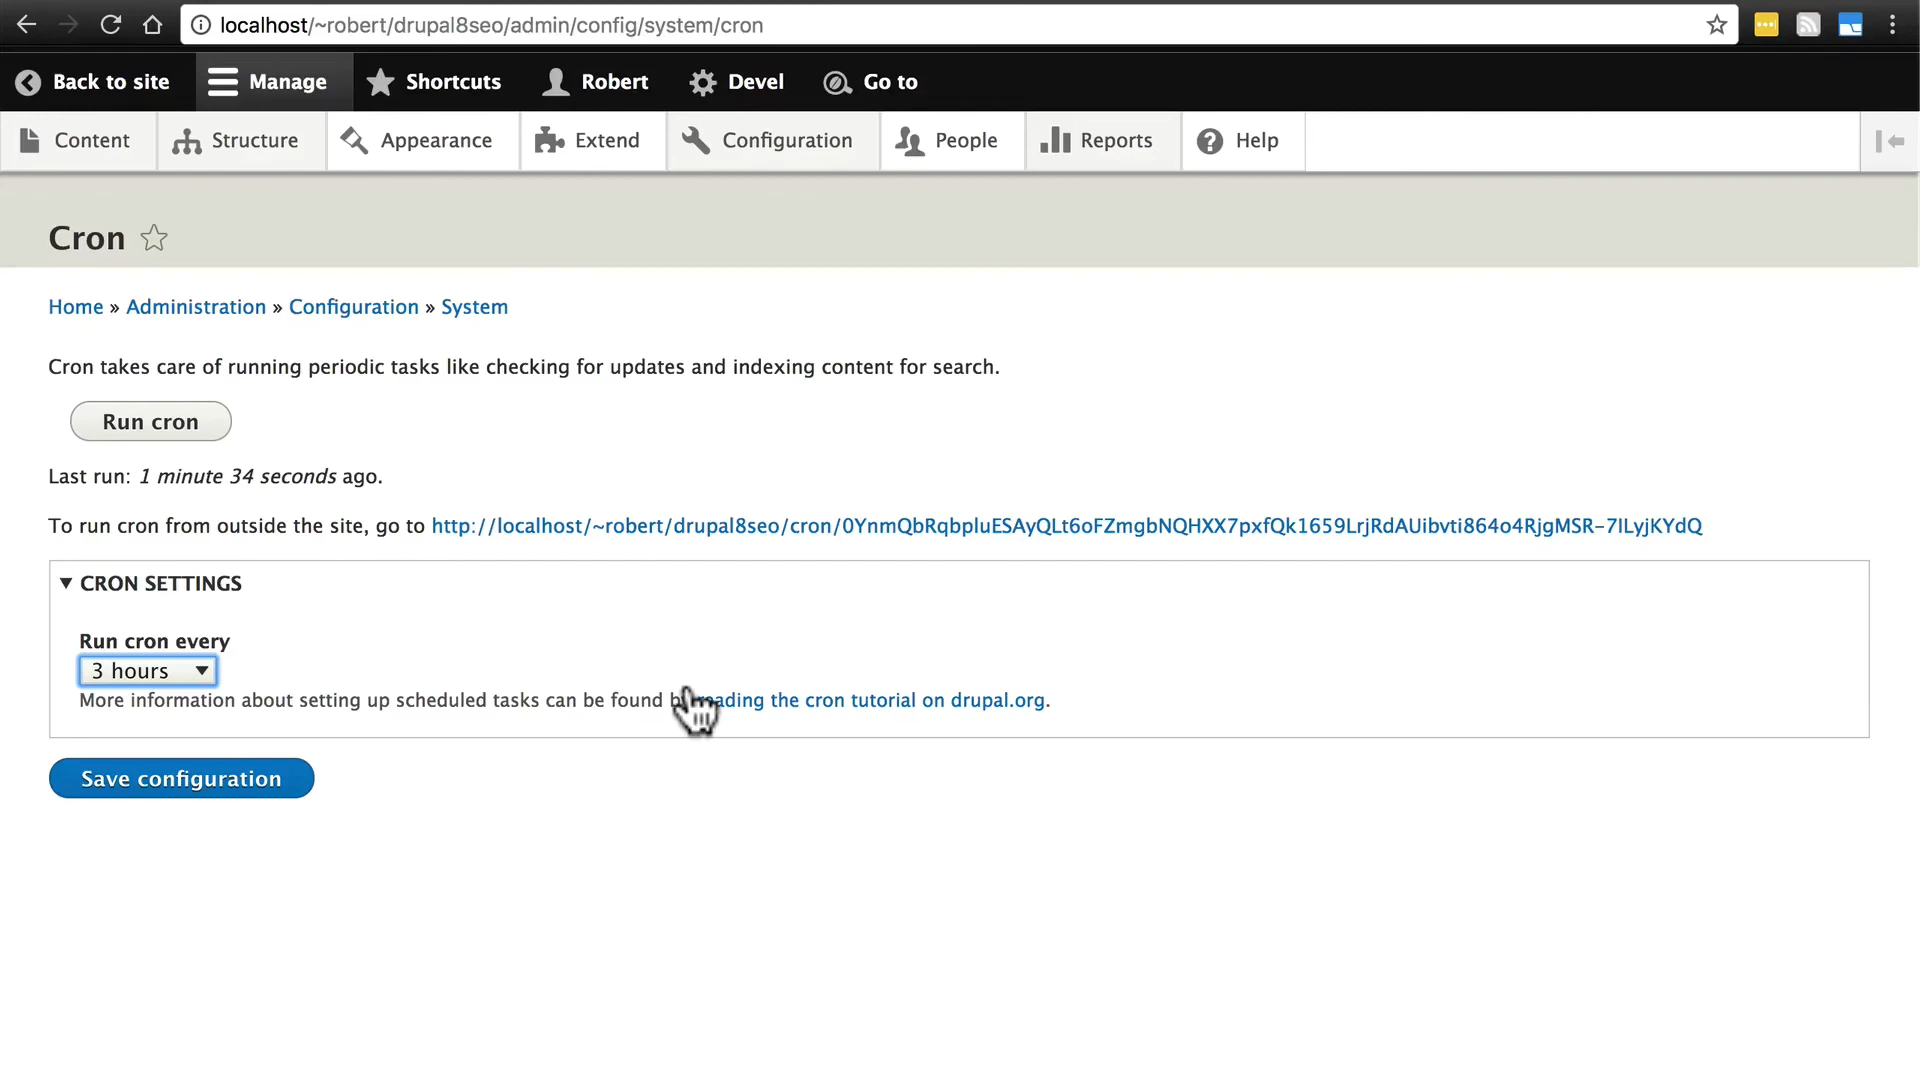 localhost/~robert/drupal8seo/admin/config/system/cron
Back to site Manage Shortcuts Robert Devel Go to
Content Structure Appearance Extend Configuration People Reports Help
Cron
Home » Administration » Configuration » System
Cron takes care of running periodic tasks like checking for updates and indexing content for search.
Run cron
Last run: 1 minute 34 seconds ago.
To run cron from outside the site, go to http://localhost/~robert/drupal8seo/cron/0YnmQbRqbpluESAyQLt6oFZmgbNQHXX7pxfQk1659LrjRdAUibvti864o4RjgMSR-7ILyjKYdQ
▼ CRON SETTINGS
Run cron every
3 hours
More information about setting up scheduled tasks can be found by reading the cron tutorial on drupal.org.
Save configuration